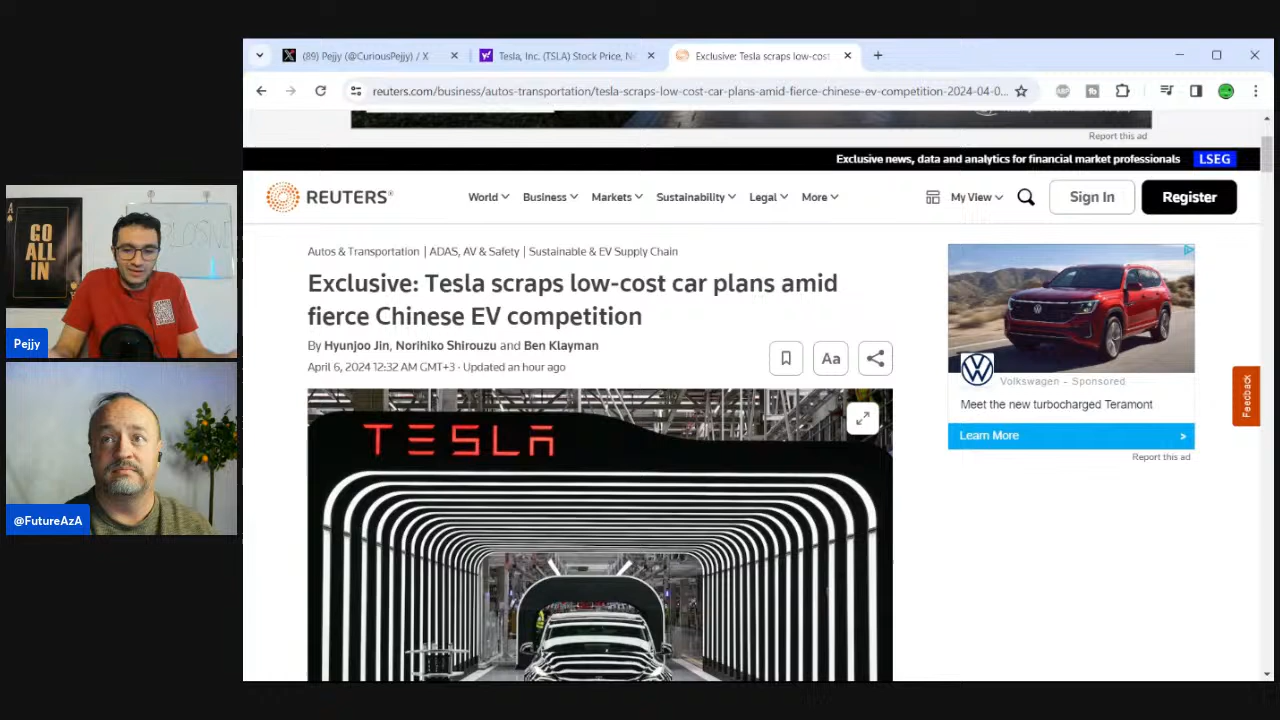 (89) Pejjy (@CuriousPejjy) / X
Tesla, Inc. (TSLA) Stock Price, Ne
Exclusive: Tesla scraps low-cost
reuters.com/business/autos-transportation/tesla-scraps-low-cost-car-plans-amid-fierce-chinese-ev-competition-2024-04-0...
Report this ad
Exclusive news, data and analytics for financial market professionals LSEG
REUTERS®
World Business Markets Sustainability Legal More My View Sign In Register
Autos & Transportation | ADAS, AV & Safety | Sustainable & EV Supply Chain
Exclusive: Tesla scraps low-cost car plans amid
fierce Chinese EV competition
By Hyunjoo Jin, Norihiko Shirouzu and Ben Klayman
April 6, 2024 12:32 AM GMT+3 · Updated an hour ago
Aa
TESLA
Volkswagen – Sponsored
Meet the new turbocharged Teramont
Learn More >
Report this ad
Feedback
GO
ALL
IN
A
Pejjy
@FutureAzA